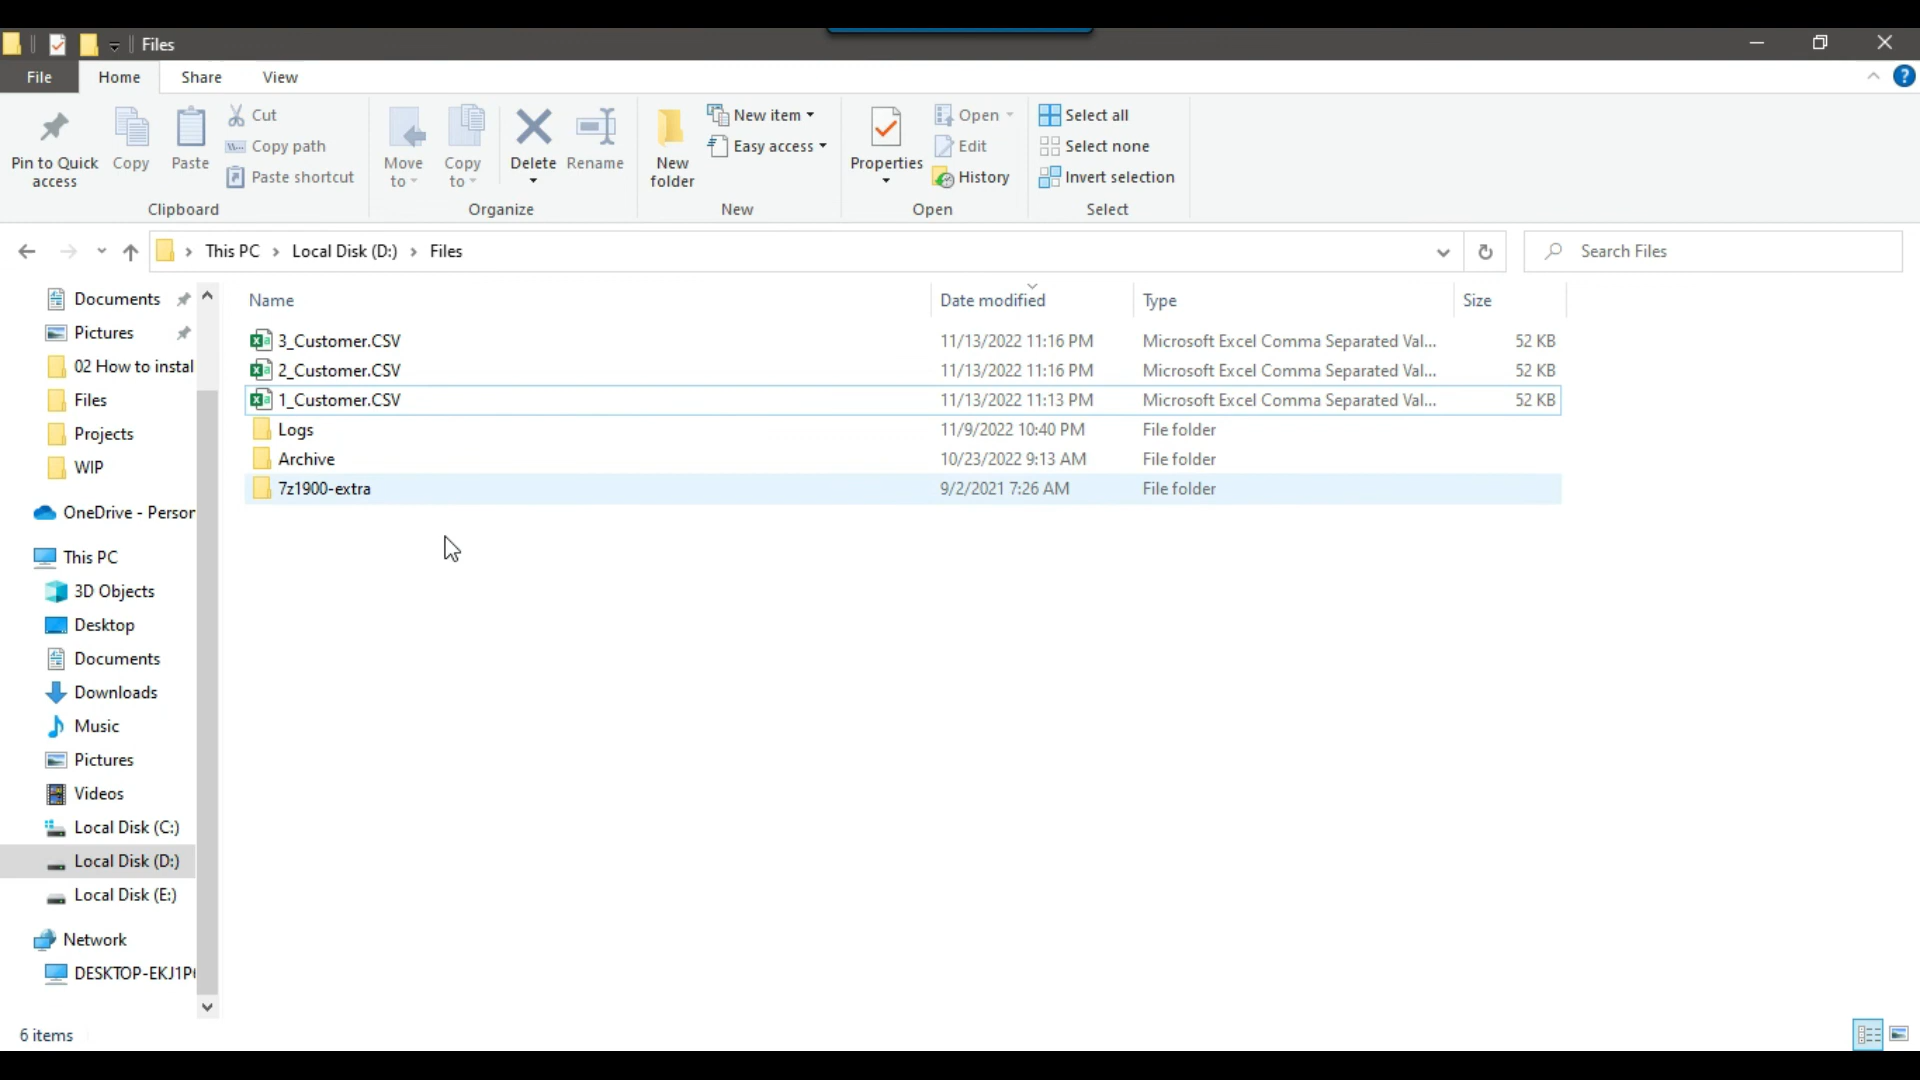 Files
File Home Share View
Pin to Quick access
Copy
Paste
Cut
Copy path
Paste shortcut
Clipboard
Move to
Copy to
Delete
Rename
Organize
New folder
New item
Easy access
New
Properties
Open
Edit
History
Open
Select all
Select none
Invert selection
Select
This PC › Local Disk (D:) › Files
Search Files
Documents
Pictures
02 How to instal
Files
Projects
WIP
OneDrive - Person
This PC
3D Objects
Desktop
Documents
Downloads
Music
Pictures
Videos
Local Disk (C:)
Local Disk (D:)
Local Disk (E:)
Network
DESKTOP-EKJ1P
Name Date modified Type Size
3_Customer.CSV 11/13/2022 11:16 PM Microsoft Excel Comma Separated Val... 52 KB
2_Customer.CSV 11/13/2022 11:16 PM Microsoft Excel Comma Separated Val... 52 KB
1_Customer.CSV 11/13/2022 11:13 PM Microsoft Excel Comma Separated Val... 52 KB
Logs 11/9/2022 10:40 PM File folder
Archive 10/23/2022 9:13 AM File folder
7z1900-extra 9/2/2021 7:26 AM File folder
6 items